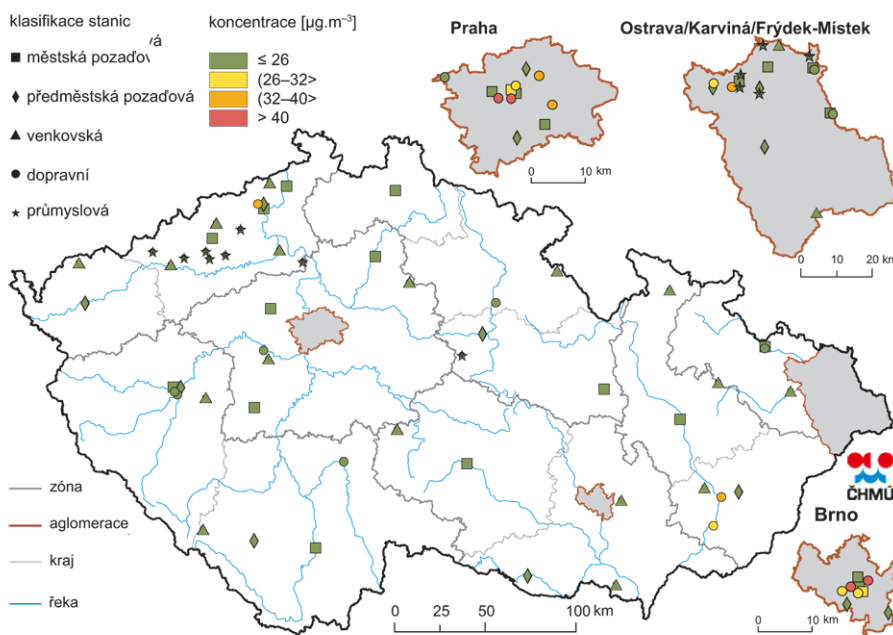 klasifikace stanic
městská pozaďová
předměstská pozaďová
venkovská
dopravní
průmyslová
koncentrace [µg.m⁻³]
≤ 26
(26–32>
(32–40>
> 40
Praha
0 10 km
Ostrava/Karviná/Frýdek-Místek
0 10 20 km
zóna
aglomerace
kraj
řeka
0 25 50 100 km
ČHMÚ
Brno
0 10 km